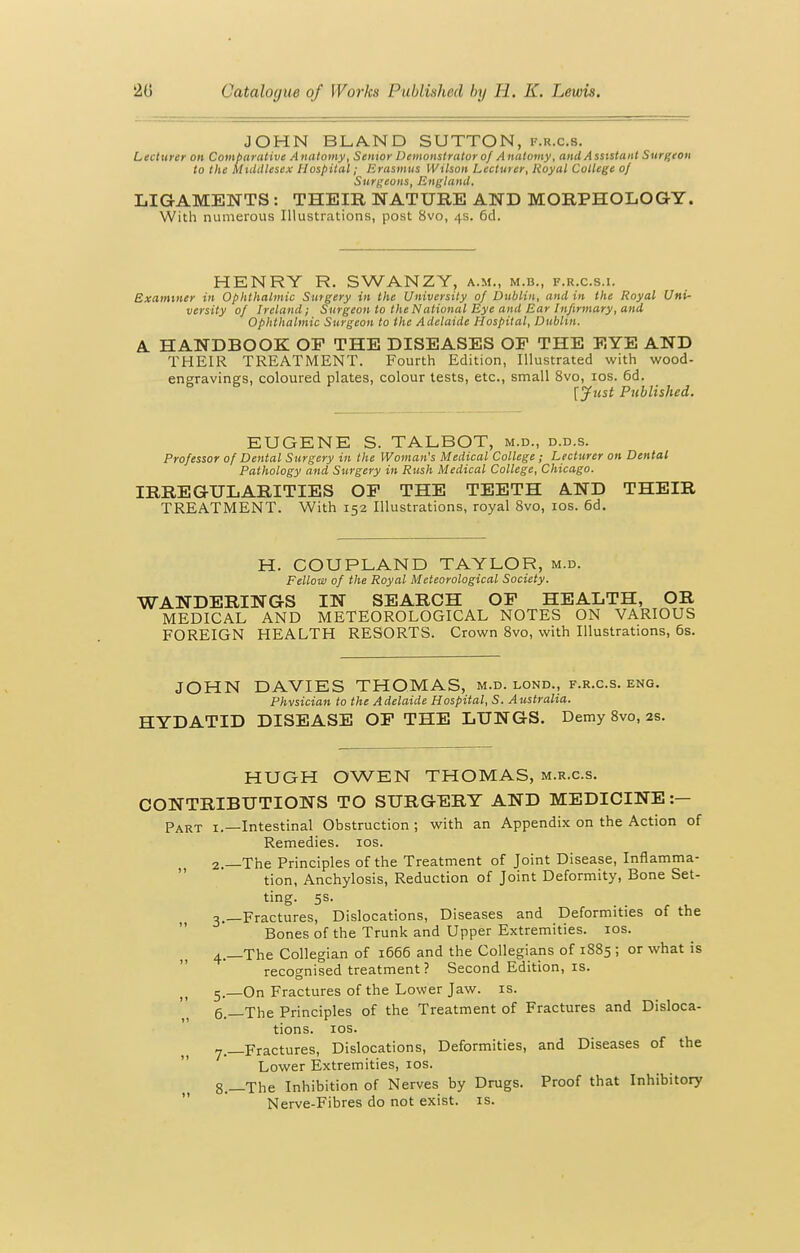 26 Catalogue of Works Published by H. K. Lewis.
JOHN BLAND SUTTON, F.R.C.S.
Lecturer on Comparative Anatomy, Senior Demonstrator of Anatomy, and Assistant Surgeon
to the Middlesex Hospital; Erasmus Wilson Lecturer, Royal College of
Surgeons, England.
LIGAMENTS: THEIR NATURE AND MORPHOLOGY.
With numerous Illustrations, post 8vo, 4s. 6d.
HENRY R. SWANZY, A.M., M.B., F.R.C.S.I.
Examiner in Ophthalmic Surgery in the University of Dublin, and in the Royal Uni-
versity of Ireland; Surgeon to the National Eye and Ear Infirmary, and
Ophthalmic Surgeon to the Adelaide Hospital, Dublin.
A HANDBOOK OF THE DISEASES OF THE EYE AND
THEIR TREATMENT. Fourth Edition, Illustrated with wood-
engravings, coloured plates, colour tests, etc., small 8vo, 10s. 6d.
[Just Published.
EUGENE S. TALBOT, M.D., D.D.S.
Professor of Dental Surgery in the Woman's Medical College; Lecturer on Dental
Pathology and Surgery in Rush Medical College, Chicago.
IRREGULARITIES OF THE TEETH AND THEIR
TREATMENT. With 152 Illustrations, royal 8vo, 10s. 6d.
H. COUPLAND TAYLOR, M.D.
Fellow of the Royal Meteorological Society.
WANDERINGS IN SEARCH OF HEALTH, OR
MEDICAL AND METEOROLOGICAL NOTES ON VARIOUS
FOREIGN HEALTH RESORTS. Crown 8vo, with Illustrations, 6s.
JOHN DAVIES THOMAS, M.D. LOND., F.R.C.S. ENG.
Physician to the Adelaide Hospital, S. Australia.
HYDATID DISEASE OF THE LUNGS. Demy 8vo, 2s.
HUGH OWEN THOMAS, M.R.C.S.
CONTRIBUTIONS TO SURGERY AND MEDICINE:—
PART 1.—Intestinal Obstruction; with an Appendix on the Action of
Remedies. 10s.
„ 2.—The Principles of the Treatment of Joint Disease, Inflamma-
tion, Anchylosis, Reduction of Joint Deformity, Bone Set-
ting. 5s.
„ 3.—Fractures, Dislocations, Diseases and Deformities of the
Bones of the Trunk and Upper Extremities. 10s.
„ 4.—The Collegian of 1666 and the Collegians of 1885; or what is
recognised treatment? Second Edition, 1s.
„ 5.—On Fractures of the Lower Jaw. 1s.
„ 6.—The Principles of the Treatment of Fractures and Disloca-
tions. 10s.
„ 7.—Fractures, Dislocations, Deformities, and Diseases of the
Lower Extremities, 10s.
„ 8.—The Inhibition of Nerves by Drugs. Proof that Inhibitory
Nerve-Fibres do not exist. 1s.